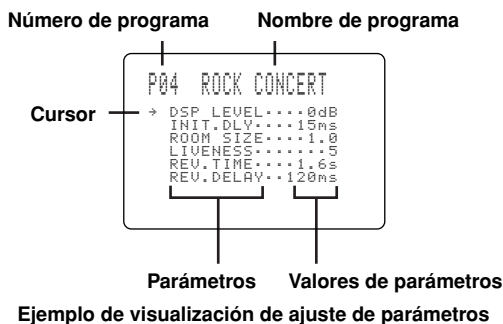 Número de programa Nombre de programa
P04 ROCK CONCERT
Cursor → DSP LEVEL····0dB
INIT.DLY····15ms
ROOM SIZE····1.0
LIVENESS·······5
REV.TIME····1.6s
REV.DELAY··120ms
Parámetros Valores de parámetros
Ejemplo de visualización de ajuste de parámetros